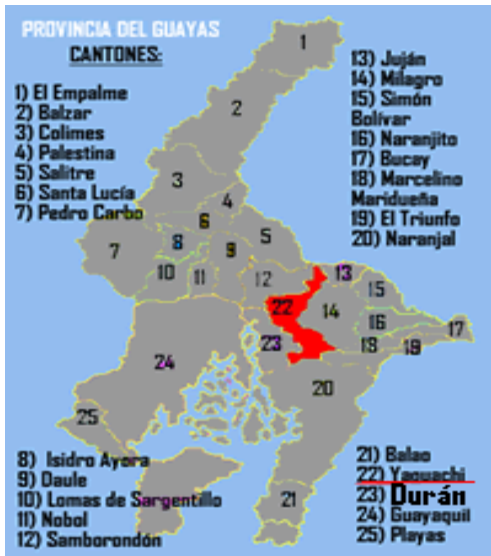 PROVINCIA DEL GUAYAS
CANTONES:
1) El Empalme
2) Balzar
3) Colimes
4) Palestina
5) Salitre
6) Santa Lucía
7) Pedro Carbo
13) Juján
14) Milagro
15) Simón
Bolívar
16) Naranjito
17) Bucay
18) Marcelino
Maridueña
19) El Triunfo
20) Naranjal
1
2
3
4
6
5
7
8
9
10
11
12
13
15
22
14
16
17
23
18
19
24
20
25
21
8) Isidro Ayora
9) Daule
10) Lomas de Sargentillo
11) Nobol
12) Samborondón
21) Balao
22) Yaguachi
23) Durán
24) Guayaquil
25) Playas